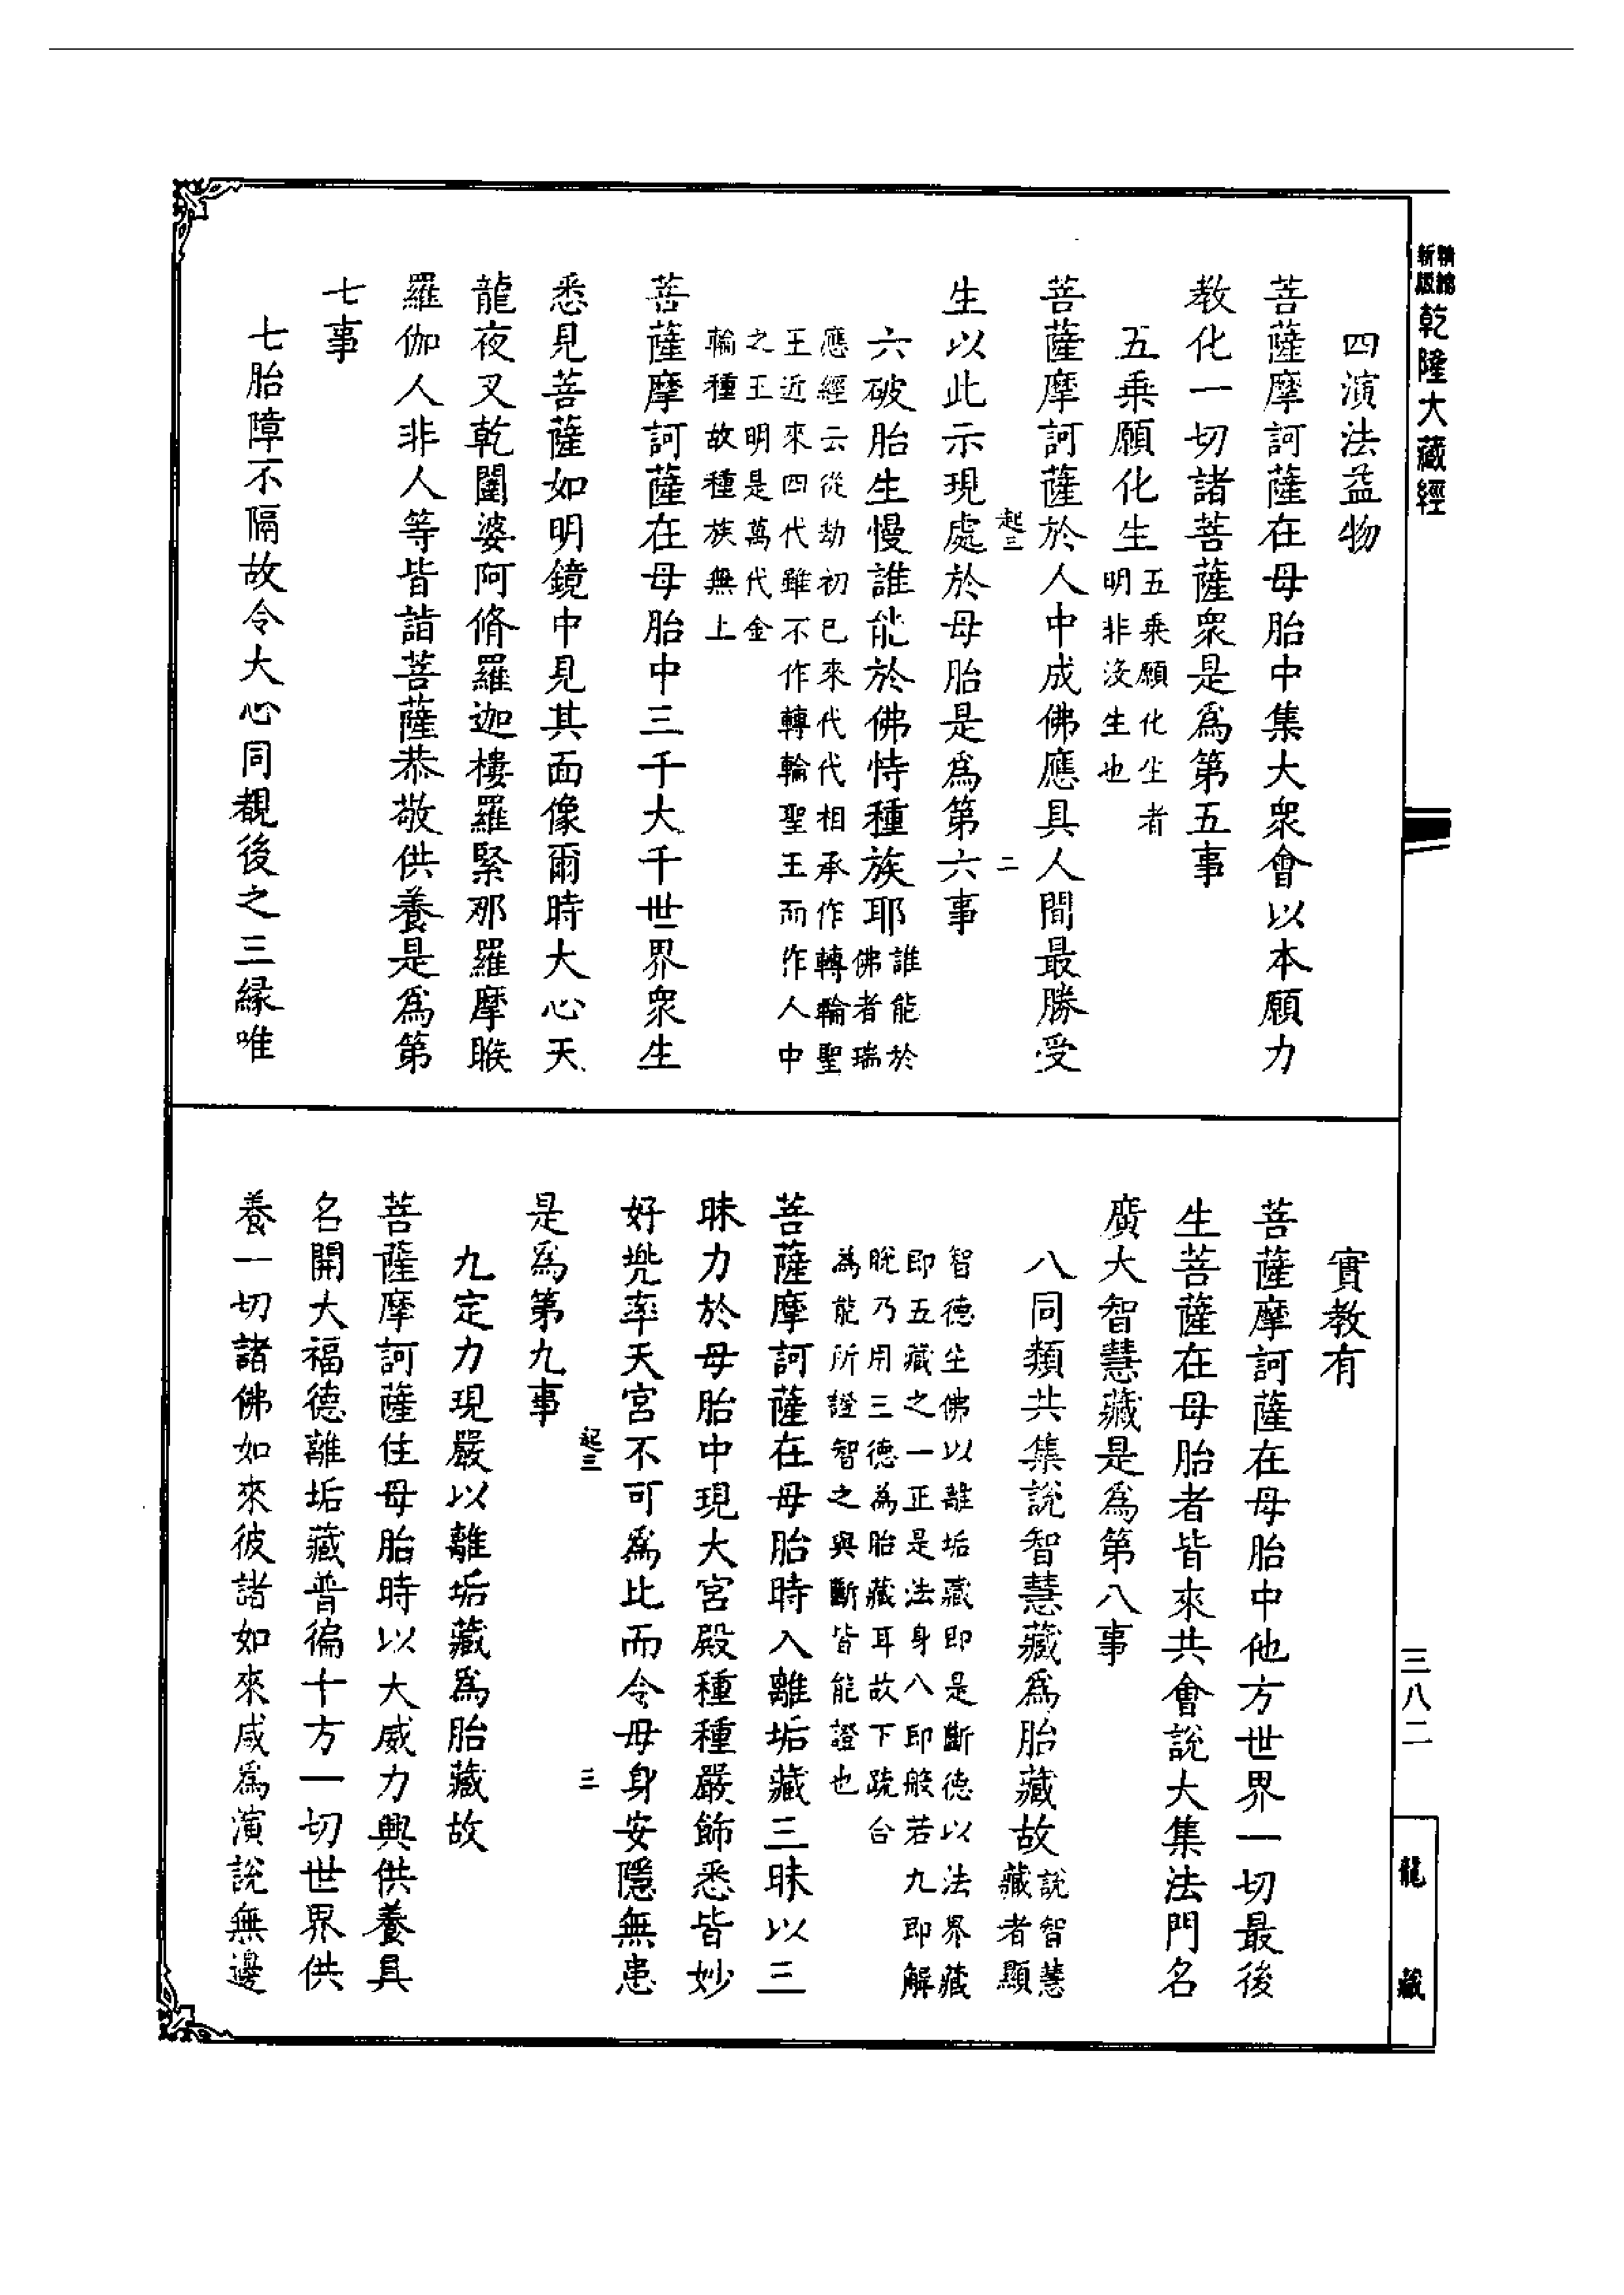 新版
精縮
乾隆大藏經
四演法益物
菩薩摩訶薩在母胎中集大衆會以本願力
教化一切諸菩薩衆是爲第五事
五乘願化生
五乘願化生者
明非沒生也
菩薩摩訶薩於人中成佛應具人間最勝受
起三
二
生以此示現處於母胎是爲第六事
六破胎生慢誰能於佛恃種族耶
誰能於
佛者瑞
應經云從劫初已來代代相承作轉輪聖
王近來四代雖不作轉輪聖王而作人中
之王明是萬代金
輪種故種族無上
菩薩摩訶薩在母胎中三千大千世界衆生
悉見菩薩如明鏡中見其面像爾時大心天
龍夜叉乾闥婆阿脩羅迦樓羅緊那羅摩睺
羅伽人非人等皆詣菩薩恭敬供養是爲第
七事
七胎障不隔故令大心同覩後之三縁唯
實教有
菩薩摩訶薩在母胎中他方世界一切最後
生菩薩在母胎者皆來共會說大集法門名
廣大智慧藏是爲第八事
八同類共集說智慧藏爲胎藏故
說智慧
藏者顯
智德生佛以離垢藏即是斷德以法界藏
即五藏之一正是法身八即般若九即解
脫乃用三德為胎藏耳故下疏合
為能所證智之與斷皆能證也
菩薩摩訶薩在母胎時入離垢藏三昧以三
昧力於母胎中現大宮殿種種嚴飾悉皆妙
好兠率天宮不可爲比而令母身安隱無患
起三
三
是爲第九事
九定力現嚴以離垢藏爲胎藏故
菩薩摩訶薩住母胎時以大威力興供養具
名開大福德離垢藏普徧十方一切世界供
養一切諸佛如來彼諸如來咸爲演說無邊
三八二
龍藏